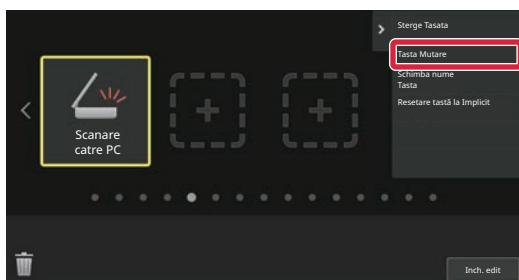 Sterge Tasata
Tasta Mutare
Schimba nume
Tasta
Resetare tastă la Implicit
Scanare
catre PC
Inch. edit